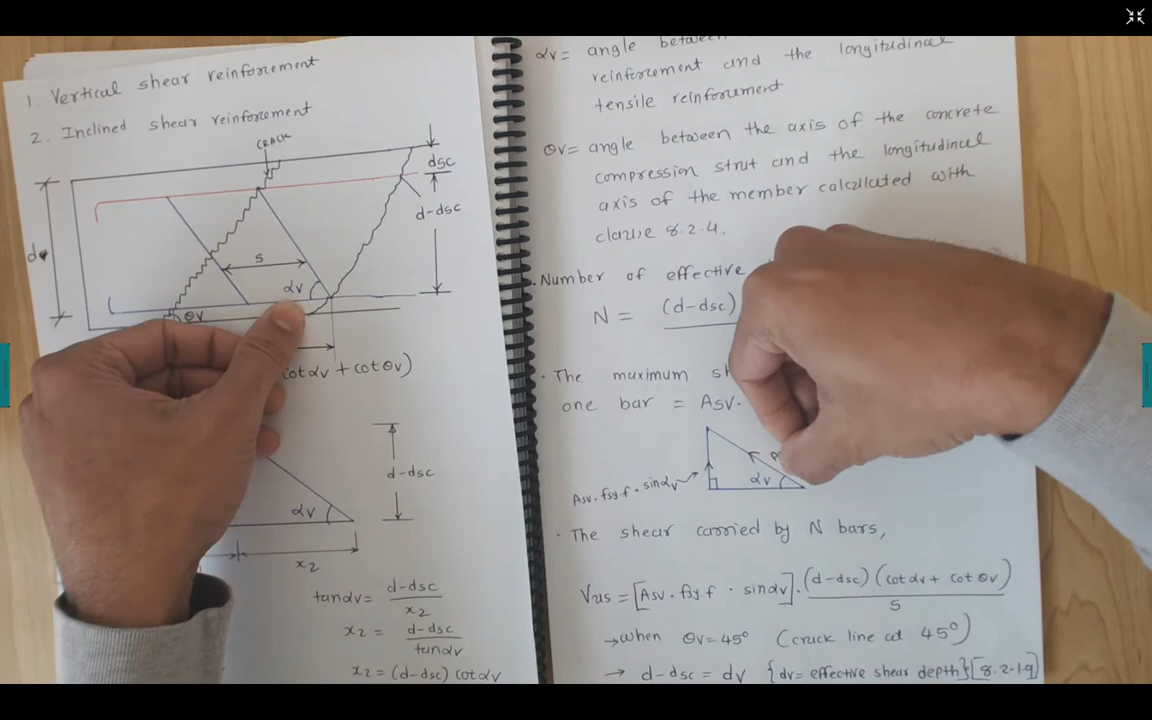 1. Vertical shear reinforcement
2. Inclined shear reinforcement
CRACK
dsc
d-dsc
d
s
αv
θv
cotαv + cotθv)
d-dsc
αv
x2
tanαv = d-dsc / x2
x2 = d-dsc / tanαv
x2 = (d-dsc) cotαv
αv = angle between
reinforcement and the longitudinal
tensile reinforcement
θv = angle between the axis of the concrete
compression strut and the longitudinal
axis of the member calculated with
clause 8.2.4.
. Number of effective
N = (d-dsc)
. The maximum
one bar = Asv.
αv
Asv. fsy.f . sinαv
- The shear carried by N bars,
Vus = [Asv. fsy f . sinαv]. (d-dsc) (cotαv + cotθv) / s
→ when θv = 45° (crack line at 45°)
→ d-dsc = dv {dv = effective shear depth} [8.2.1.9]